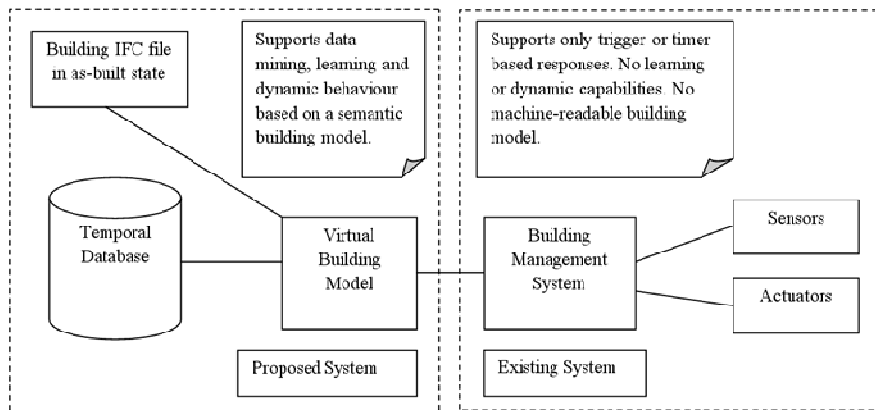 Building IFC file
in as-built state
Supports data
mining, learning and
dynamic behaviour
based on a semantic
building model.
Supports only trigger or timer
based responses. No learning
or dynamic capabilities. No
machine-readable building
model.
Temporal
Database
Virtual
Building
Model
Building
Management
System
Sensors
Actuators
Proposed System
Existing System